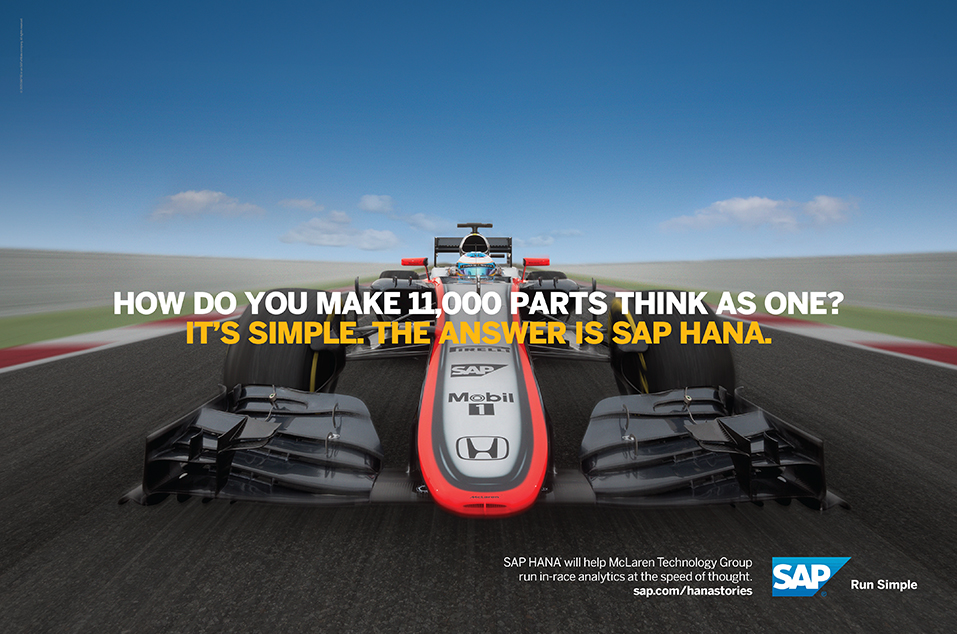 HOW DO YOU MAKE 11,000 PARTS THINK AS ONE?
IT'S SIMPLE. THE ANSWER IS SAP HANA.
PIRELLI
SAP
Mobil
1
SAP HANA® will help McLaren Technology Group
run in-race analytics at the speed of thought.
sap.com/hanastories
SAP
Run Simple